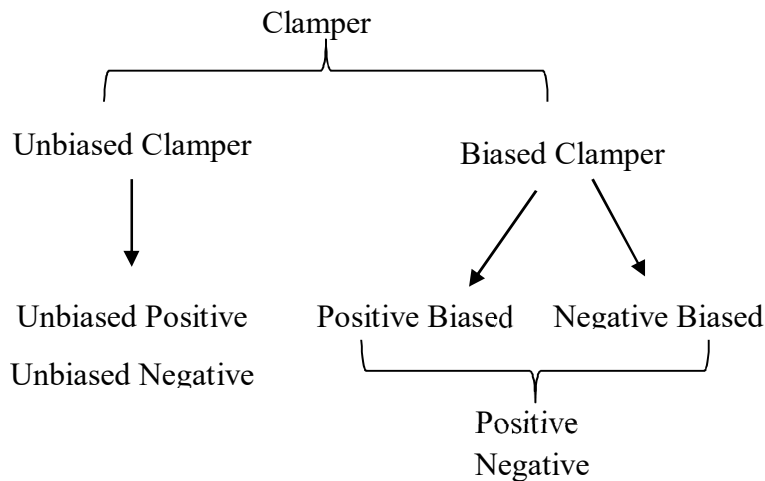 Clamper
Unbiased Clamper
Biased Clamper
Unbiased Positive
Positive Biased
Negative Biased
Unbiased Negative
Positive
Negative